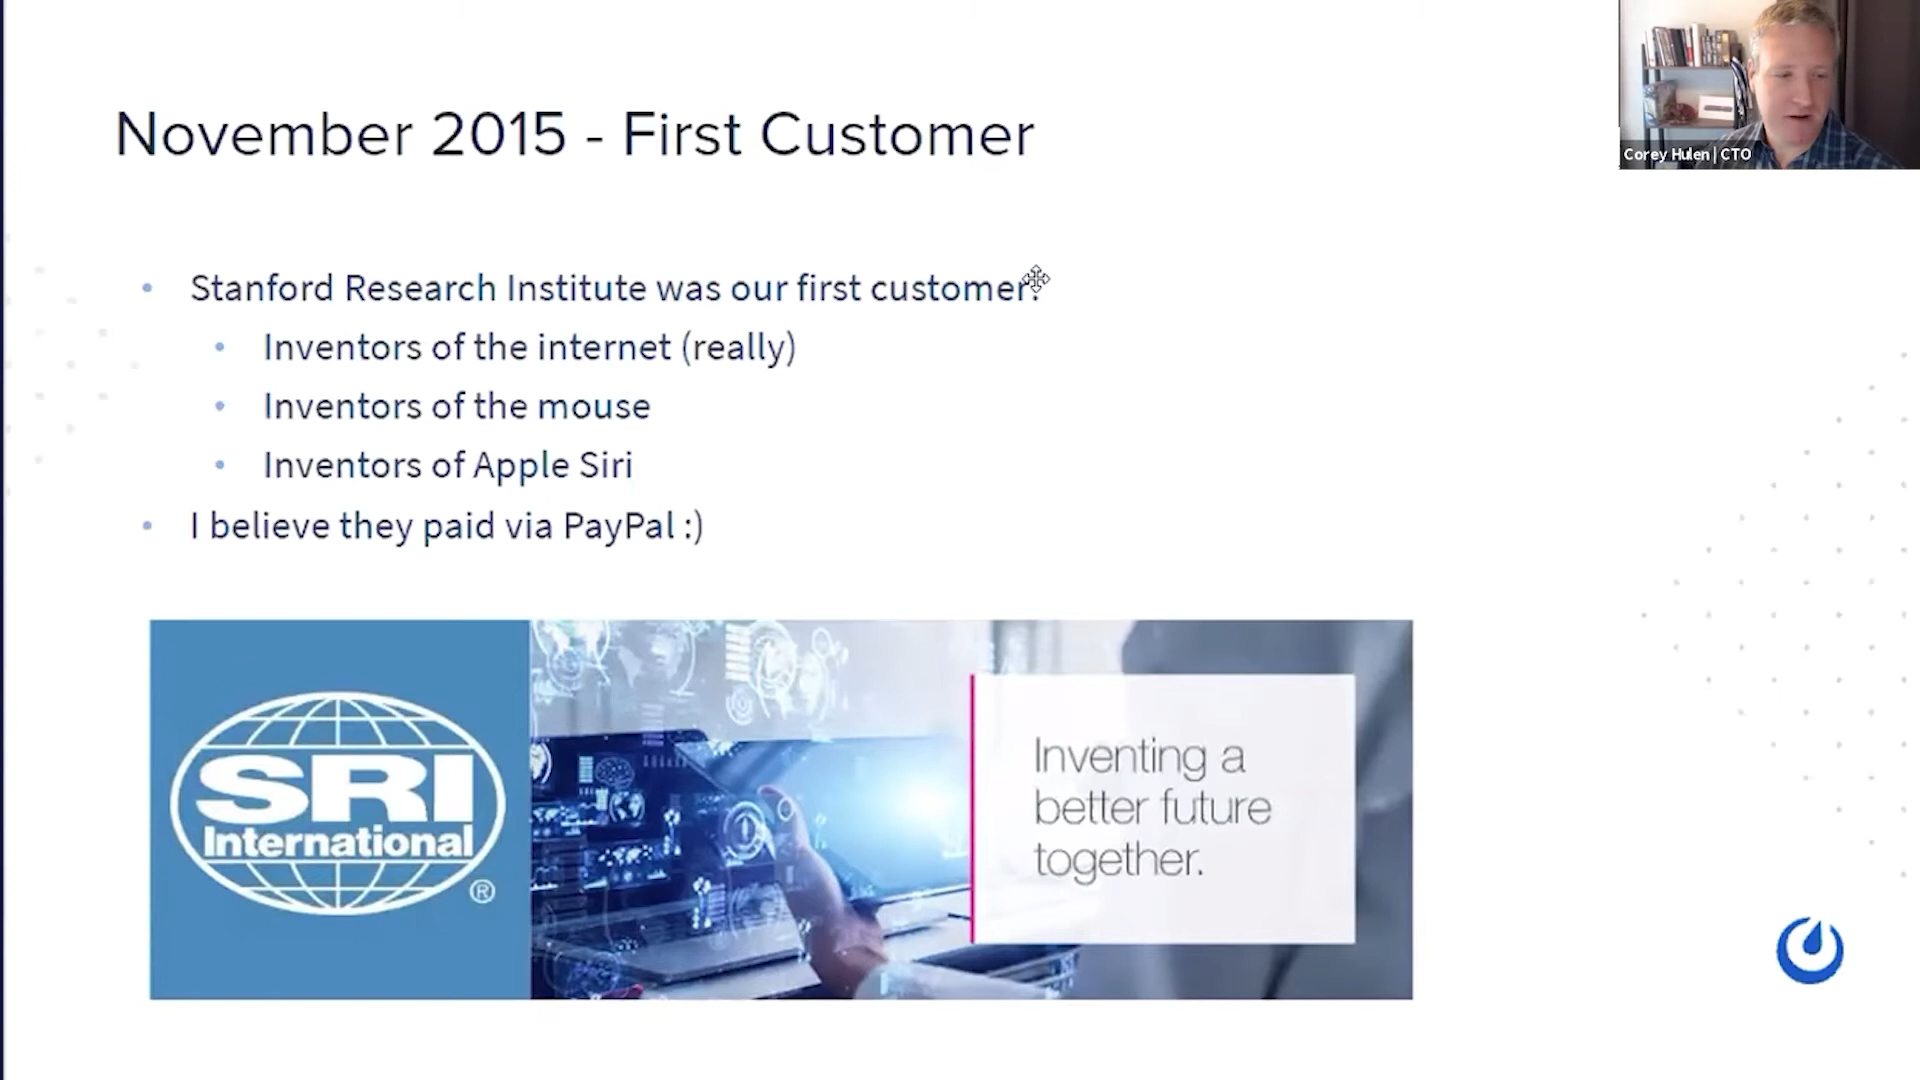 November 2015 - First Customer
Corey Hulen | CTO
Stanford Research Institute was our first customer.
Inventors of the internet (really)
Inventors of the mouse
Inventors of Apple Siri
I believe they paid via PayPal :)
SRI
International
®
Inventing a
better future
together.